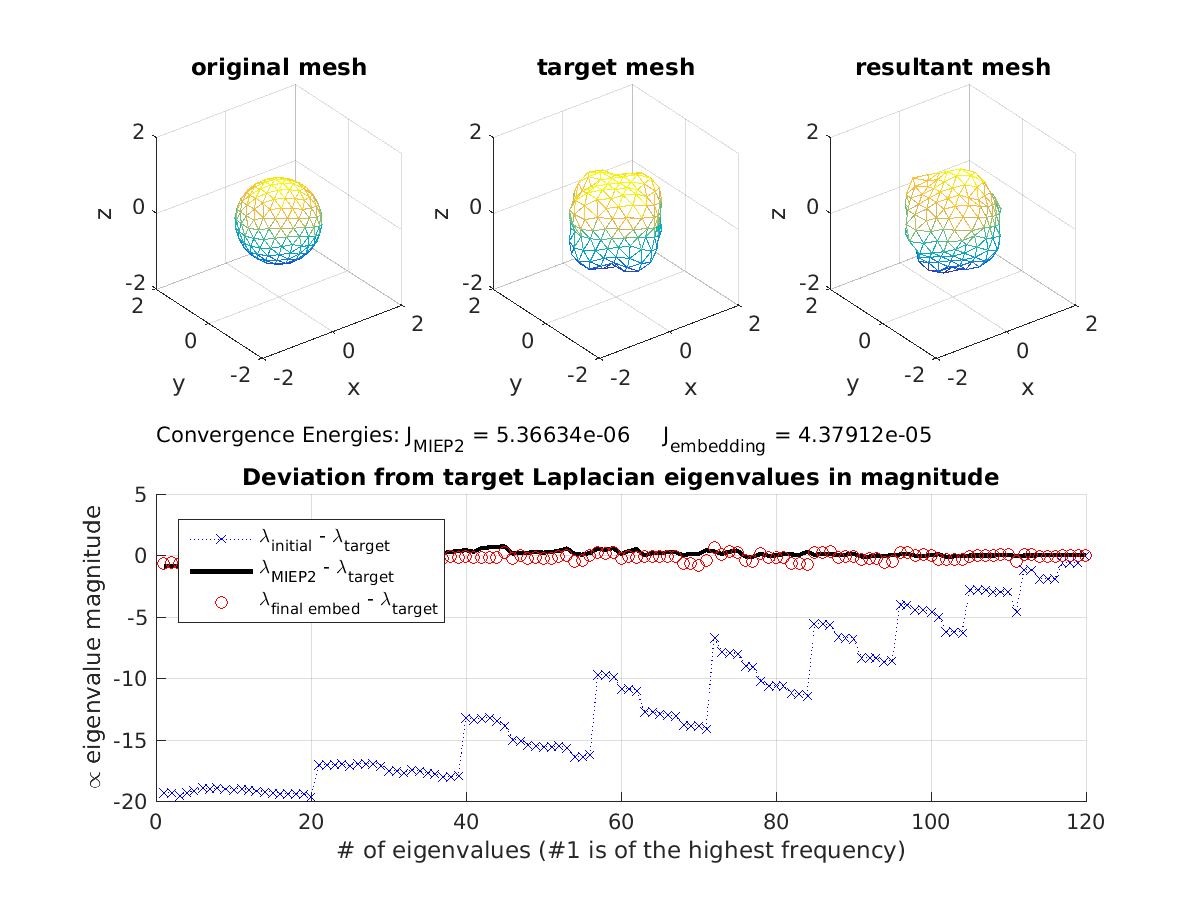 original mesh
target mesh
resultant mesh
2
0
-2
z
2
0
-2
y
-2
0
2
x
2
0
-2
z
2
0
-2
y
-2
0
2
x
2
0
-2
z
2
0
-2
y
-2
0
2
x
Convergence Energies: J_MIEP2 = 5.36634e-06 J_embedding = 4.37912e-05
Deviation from target Laplacian eigenvalues in magnitude
5
0
-5
-10
-15
-20
∝ eigenvalue magnitude
λ_initial - λ_target
λ_MIEP2 - λ_target
λ_final embed - λ_target
0 20 40 60 80 100 120
# of eigenvalues (#1 is of the highest frequency)